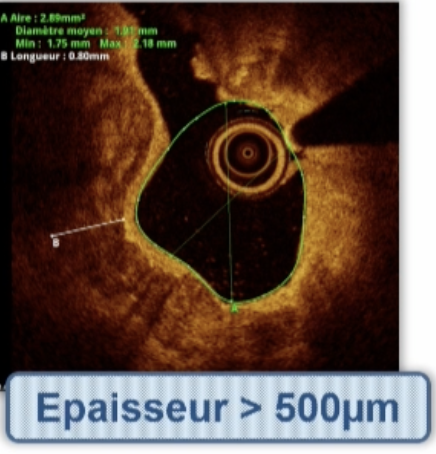 A Aire : 2.89mm²
Diamètre moyen : 1.91 mm
Min : 1.75 mm Max : 2.18 mm
B Longueur : 0.80mm
B
A
Epaisseur > 500µm